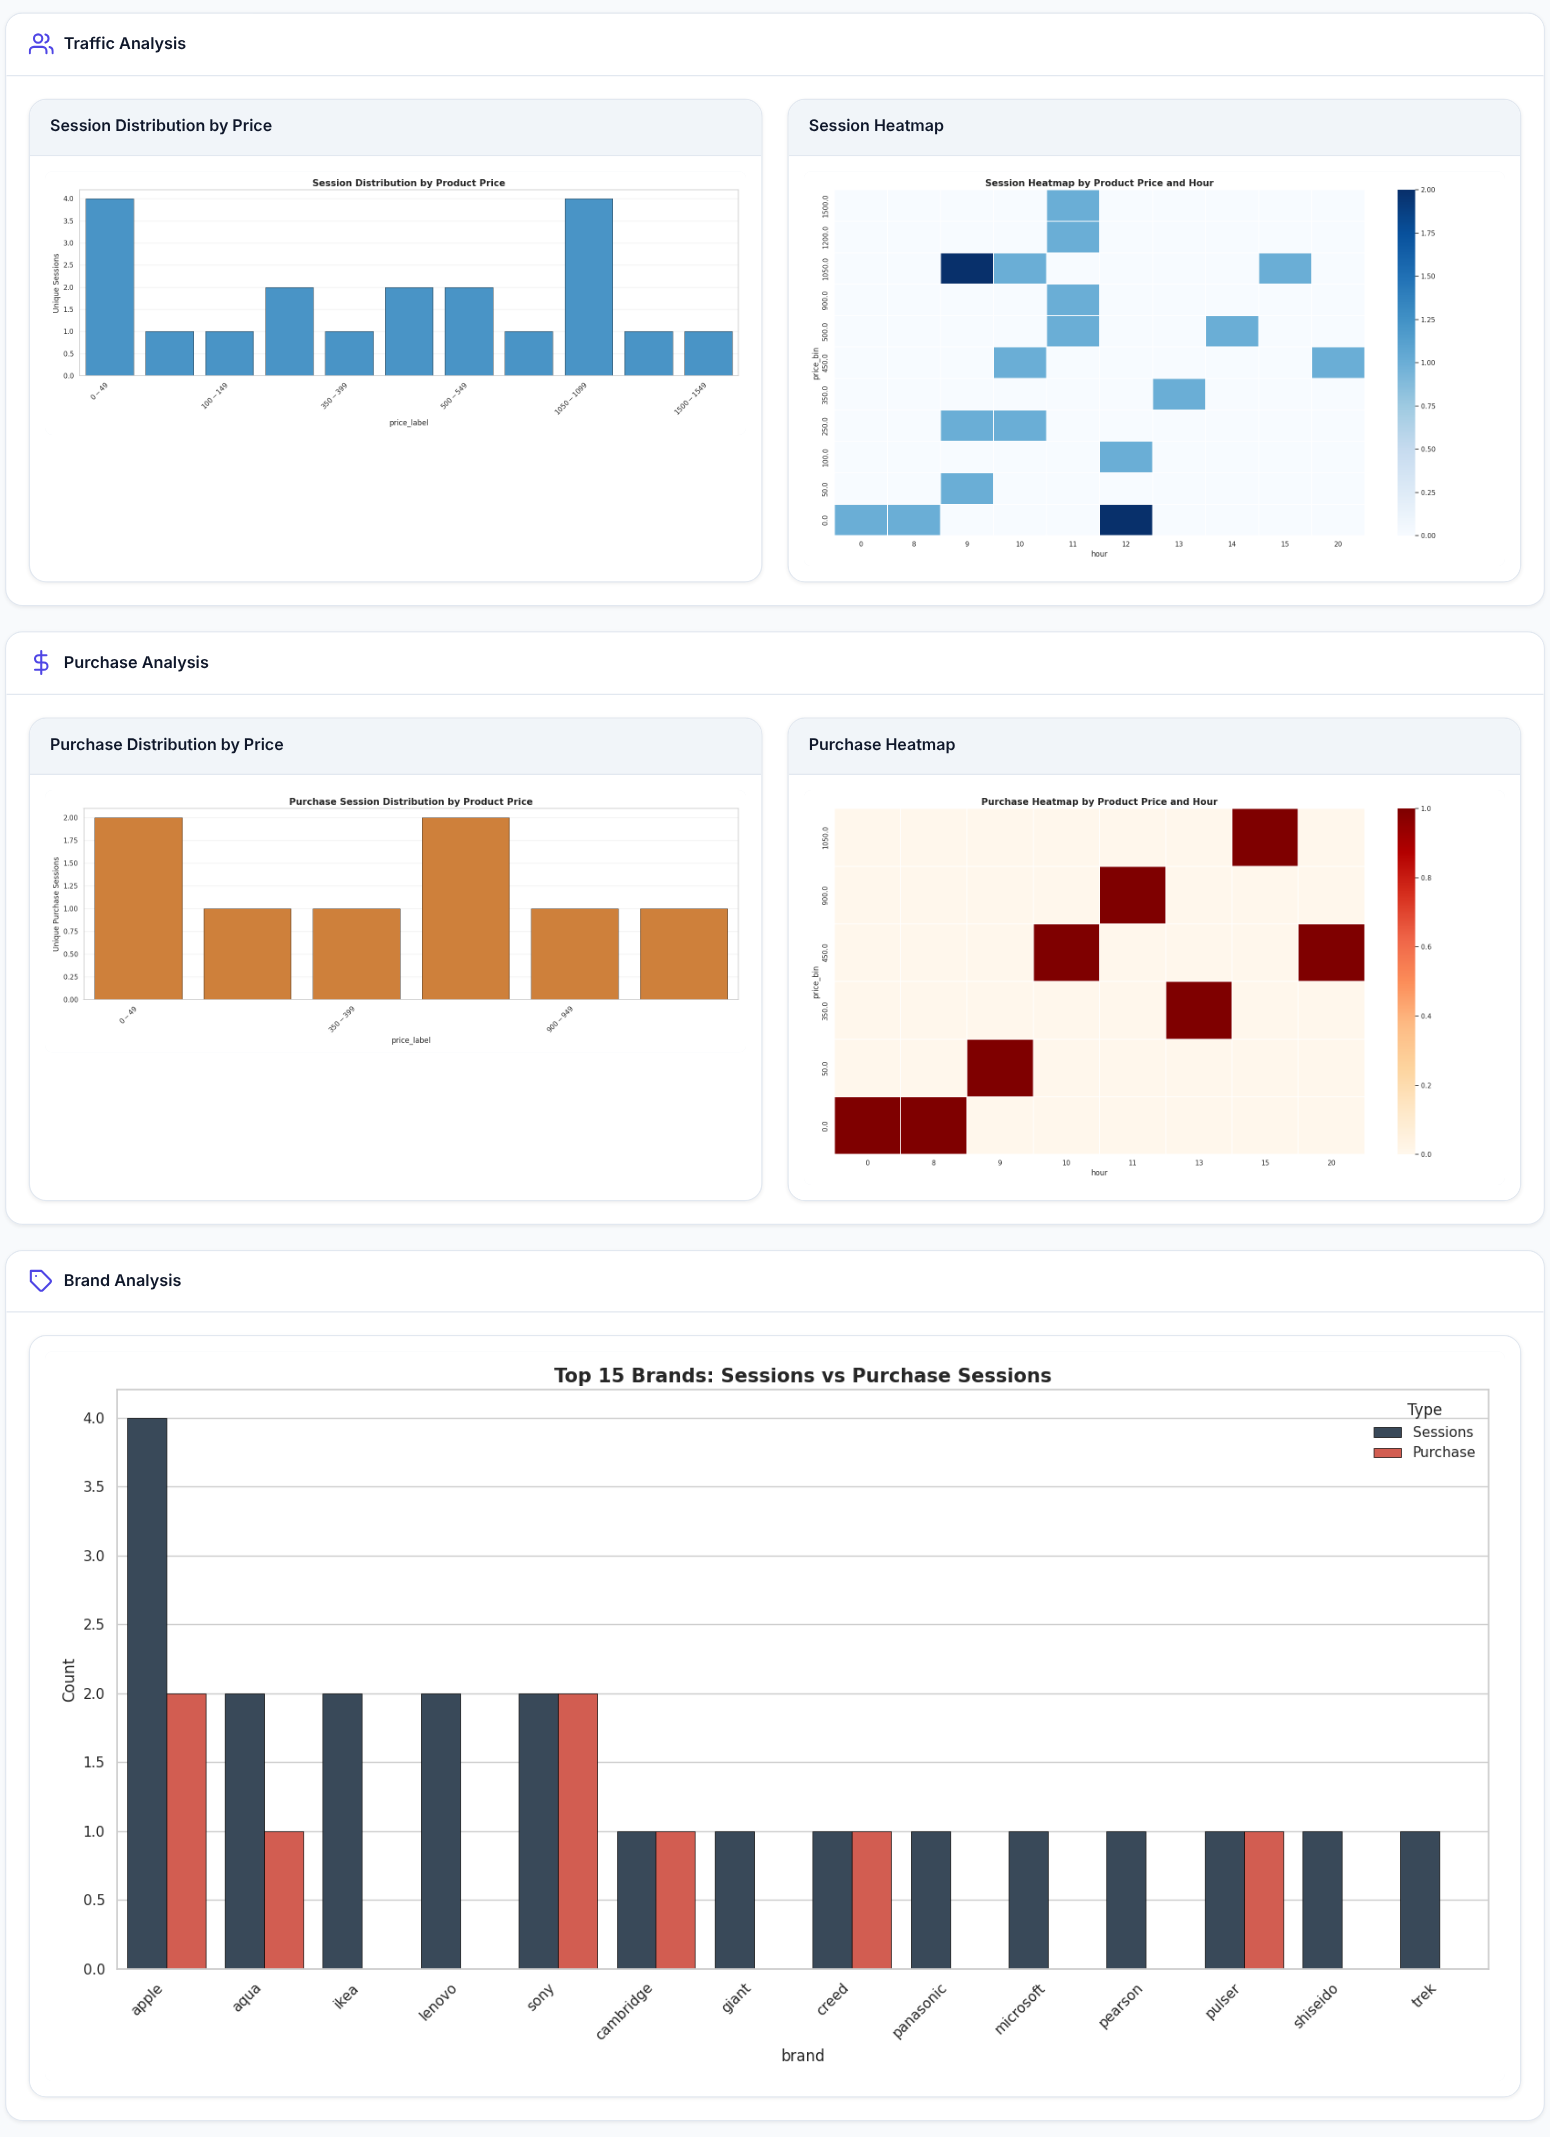 Traffic Analysis
Session Distribution by Price
Session Distribution by Product Price
4.0
3.5
3.0
2.5
2.0
1.5
1.0
0.5
0.0
Unique Sessions
0−49
100−149
350−399
500−549
1050−1099
1500−1549
price_label
Session Heatmap
Session Heatmap by Product Price and Hour
1500.0
1200.0
1050.0
900.0
500.0
450.0
350.0
250.0
100.0
50.0
0.0
price_bin
0 8 9 10 11 12 13 14 15 20
hour
2.00
1.75
1.50
1.25
1.00
0.75
0.50
0.25
0.00
Purchase Analysis
Purchase Distribution by Price
Purchase Session Distribution by Product Price
2.00
1.75
1.50
1.25
1.00
0.75
0.50
0.25
0.00
Unique Purchase Sessions
0−49
350−399
900−949
price_label
Purchase Heatmap
Purchase Heatmap by Product Price and Hour
1050.0
900.0
450.0
350.0
50.0
0.0
price_bin
0 8 9 10 11 13 15 20
hour
1.0
0.8
0.6
0.4
0.2
0.0
Brand Analysis
Top 15 Brands: Sessions vs Purchase Sessions
Type
Sessions
Purchase
4.0
3.5
3.0
2.5
2.0
1.5
1.0
0.5
0.0
Count
apple
aqua
ikea
lenovo
sony
cambridge
giant
creed
panasonic
microsoft
pearson
pulser
shiseido
trek
brand